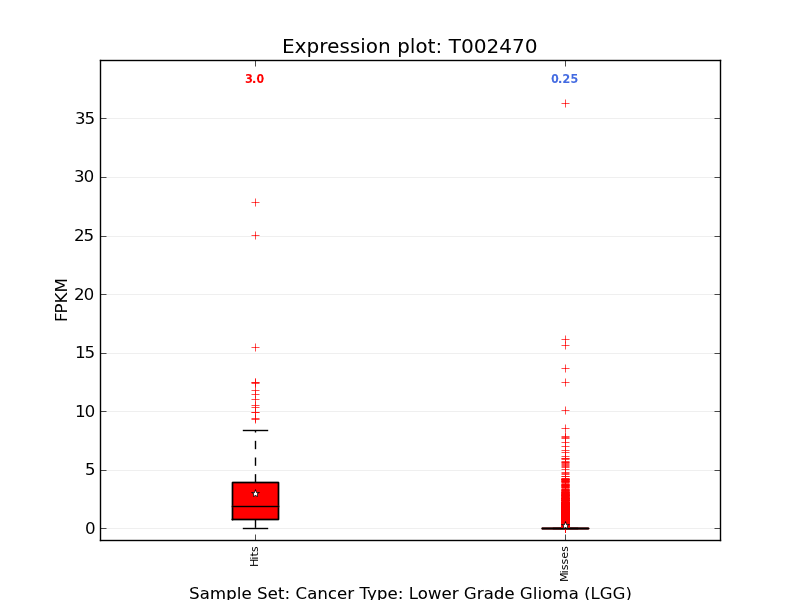 Expression plot: T002470
3.0
0.25
35
30
25
20
15
10
5
0
FPKM
Hits
Misses
Sample Set: Cancer Type: Lower Grade Glioma (LGG)